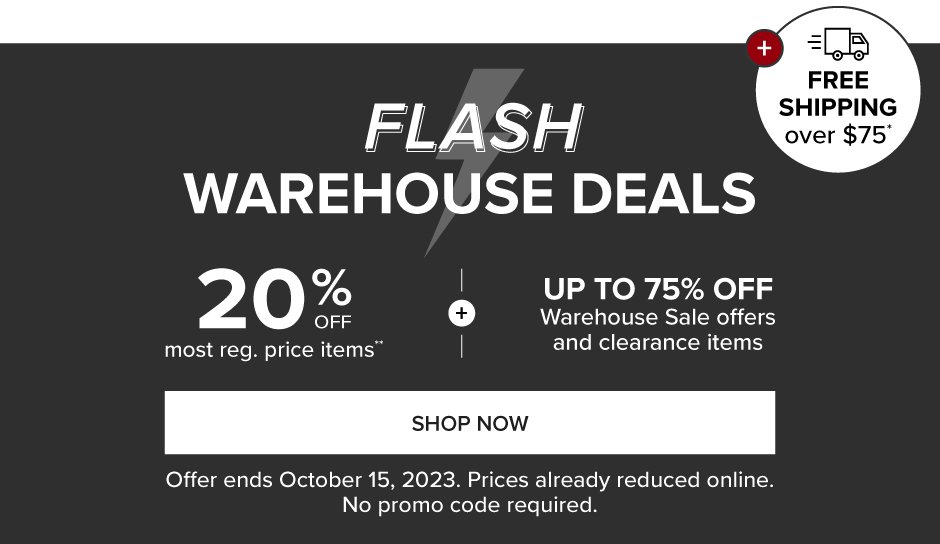 +
FREE
SHIPPING
over $75*
FLASH
WAREHOUSE DEALS
20%
OFF
most reg. price items**
+
UP TO 75% OFF
Warehouse Sale offers
and clearance items
SHOP NOW
Offer ends October 15, 2023. Prices already reduced online.
No promo code required.